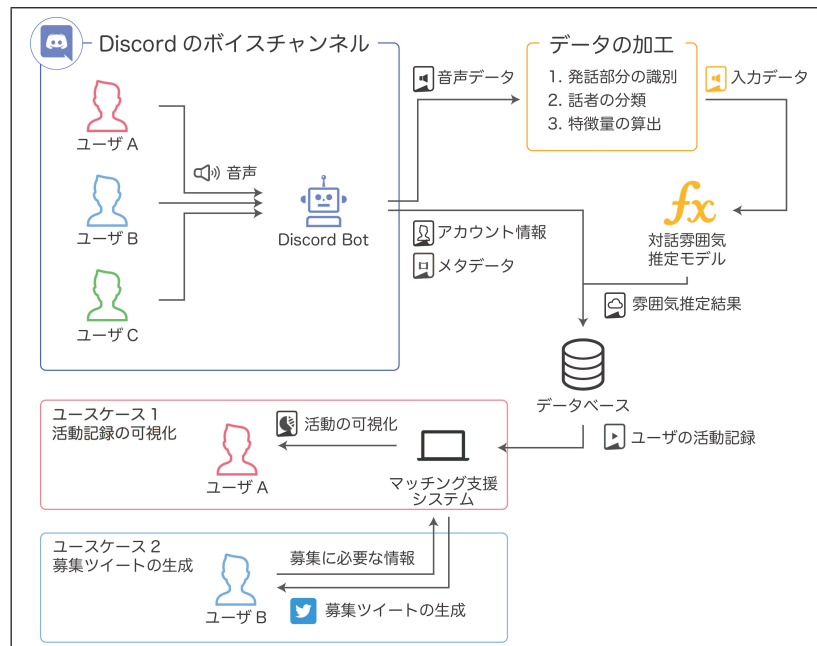 Discord のボイスチャンネル
ユーザ A
ユーザ B
ユーザ C
音声
Discord Bot
音声データ
アカウント情報
メタデータ
データの加工
1. 発話部分の識別
2. 話者の分類
3. 特徴量の算出
入力データ
fx
対話雰囲気
推定モデル
雰囲気推定結果
データベース
ユーザの活動記録
ユースケース 1
活動記録の可視化
活動の可視化
ユーザ A
マッチング支援
システム
ユースケース 2
募集ツイートの生成
募集に必要な情報
ユーザ B
募集ツイートの生成